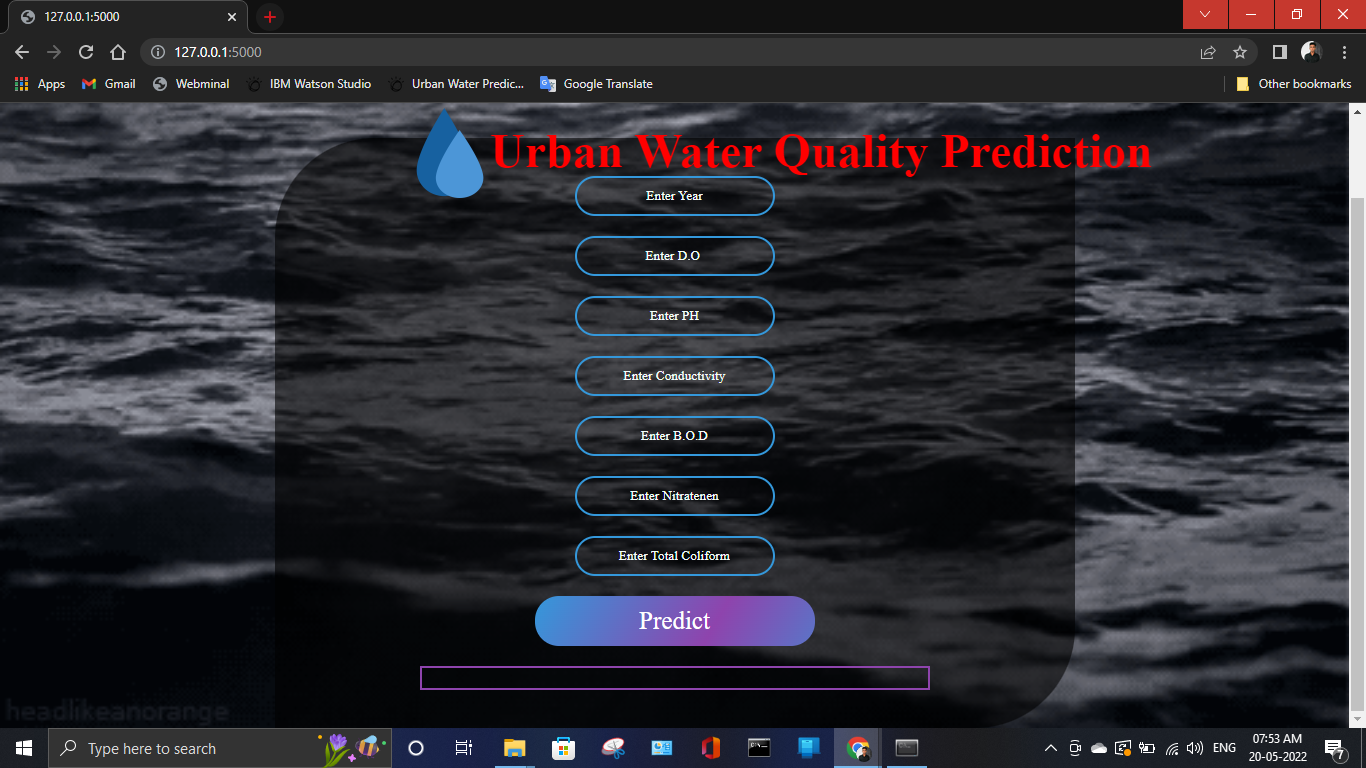 127.0.0.1:5000
127.0.0.1:5000
Apps Gmail Webminal IBM Watson Studio Urban Water Predic... Google Translate Other bookmarks
Urban Water Quality Prediction
Enter Year
Enter D.O
Enter PH
Enter Conductivity
Enter B.O.D
Enter Nitratenen
Enter Total Coliform
Predict
headlikeanorange
Type here to search
ENG
07:53 AM
20-05-2022
7